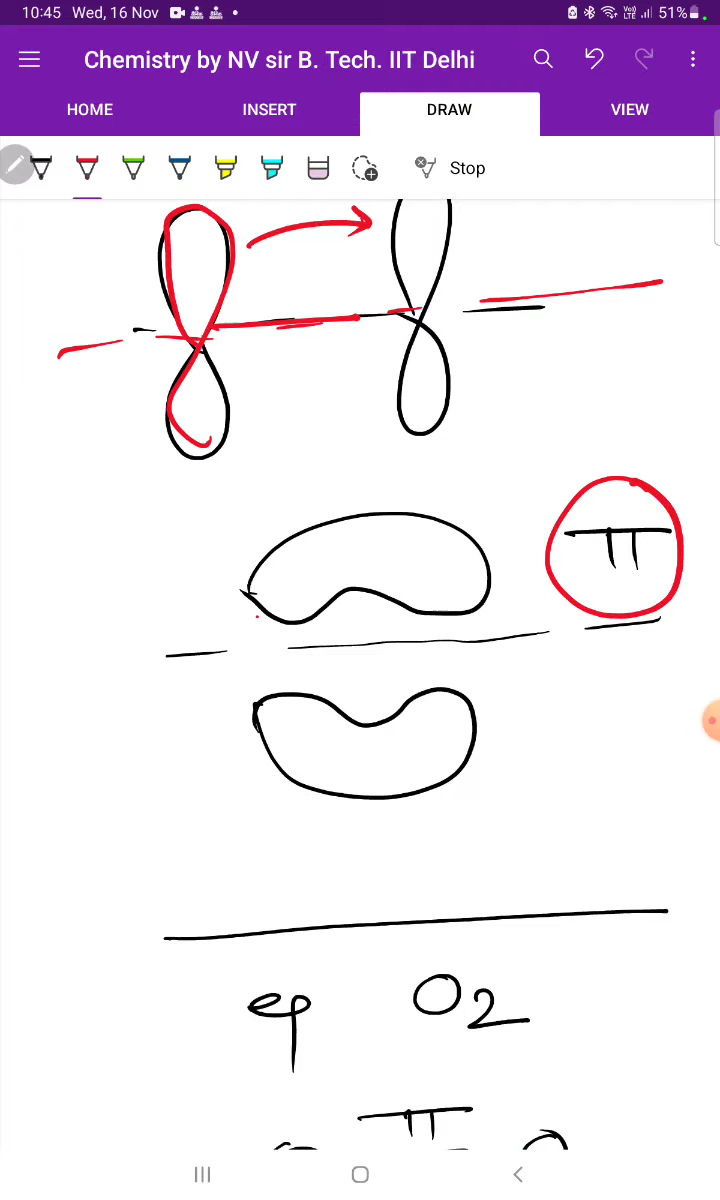 10:45 Wed, 16 Nov 51%
Chemistry by NV sir B. Tech. IIT Delhi
HOME INSERT DRAW VIEW
Stop
π
eg O2
π